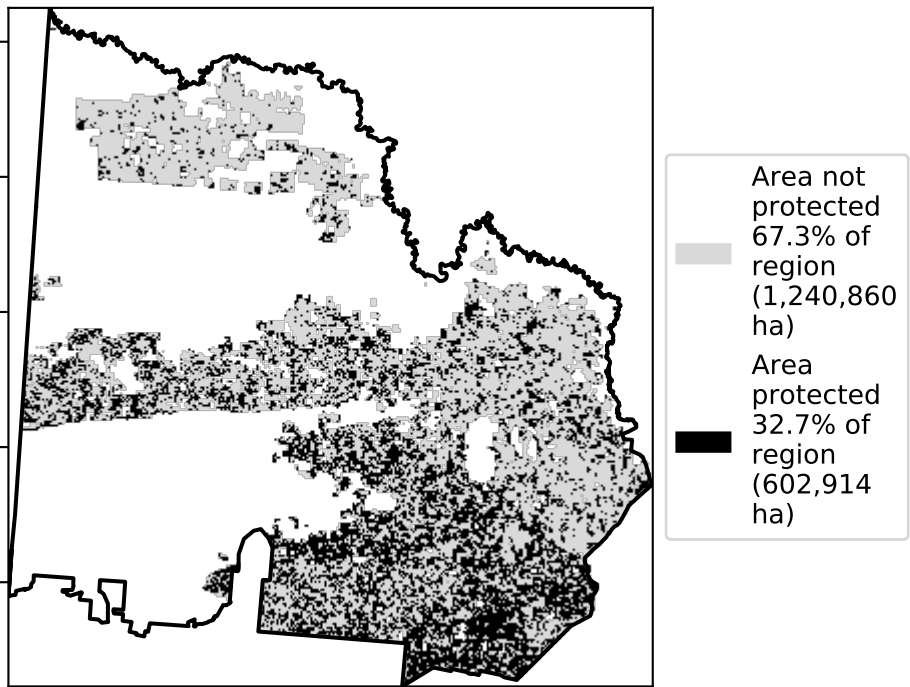 Area not
protected
67.3% of
region
(1,240,860
ha)
Area
protected
32.7% of
region
(602,914
ha)